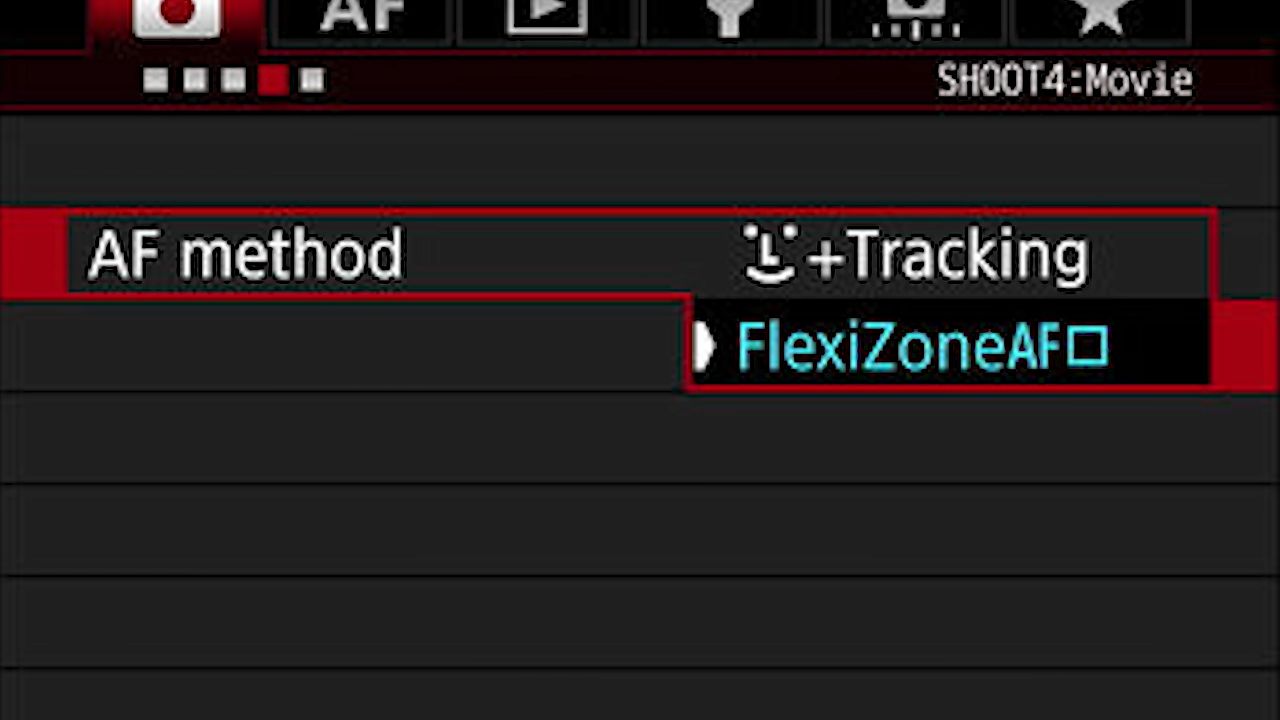 AF
SHOOT4:Movie
AF method
+Tracking
FlexiZoneAF